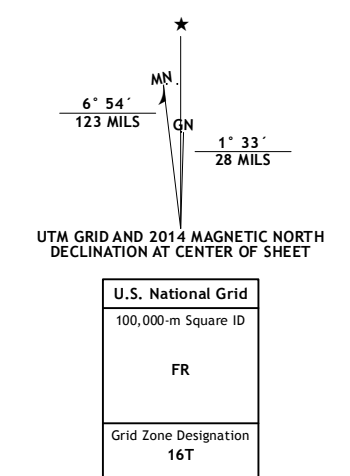 ★
MN
6° 54´
123 MILS
GN
1° 33´
28 MILS
UTM GRID AND 2014 MAGNETIC NORTH
DECLINATION AT CENTER OF SHEET
U.S. National Grid
100,000-m Square ID
FR
Grid Zone Designation
16T